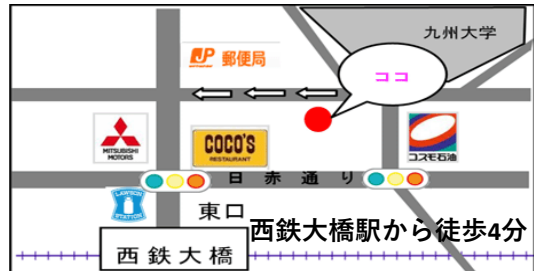 九州大学
JP 郵便局
ココ
MITSUBISHI
MOTORS
COCO'S
RESTAURANT
コスモ石油
日赤通り
LAWSON
STATION
東口
西鉄大橋駅から徒歩4分
西鉄大橋